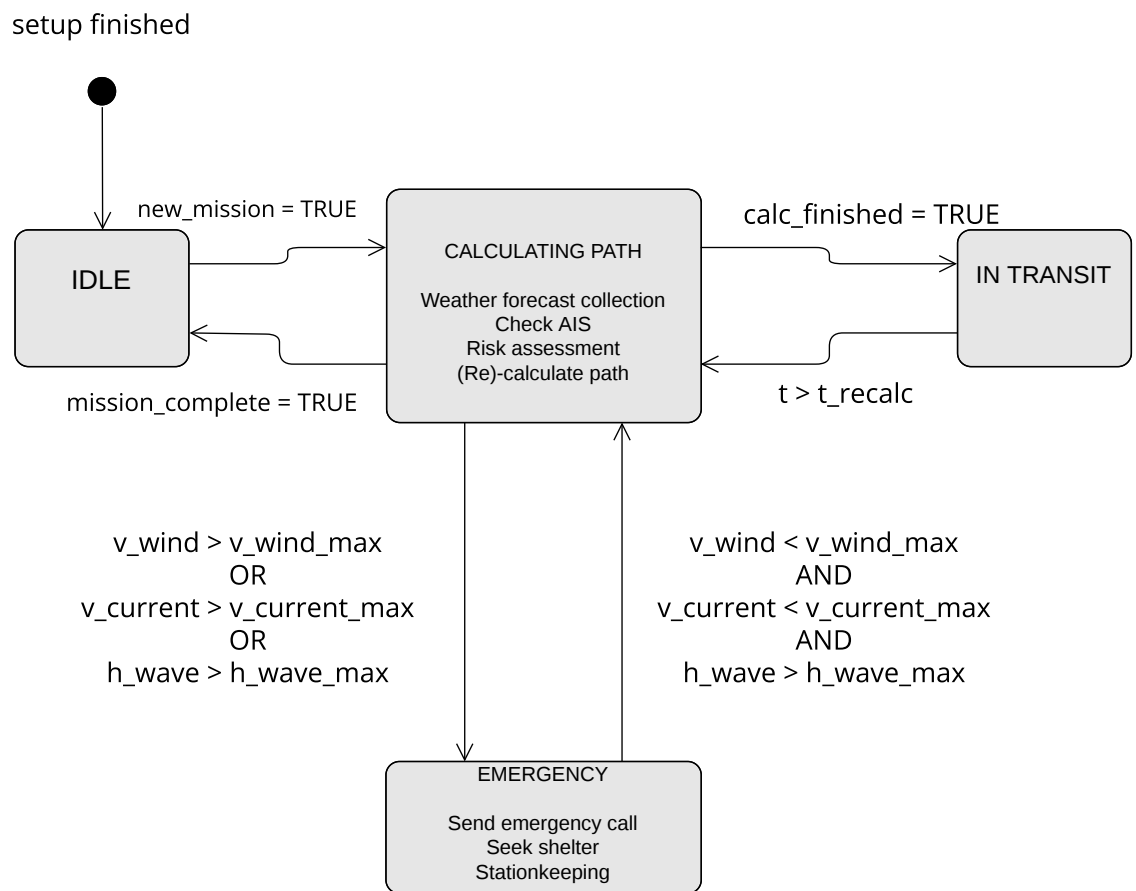 setup finished
new_mission = TRUE
calc_finished = TRUE
IDLE
CALCULATING PATH
Weather forecast collection
Check AIS
Risk assessment
(Re)-calculate path
IN TRANSIT
mission_complete = TRUE
t > t_recalc
v_wind > v_wind_max
OR
v_current > v_current_max
OR
h_wave > h_wave_max
v_wind < v_wind_max
AND
v_current < v_current_max
AND
h_wave > h_wave_max
EMERGENCY
Send emergency call
Seek shelter
Stationkeeping